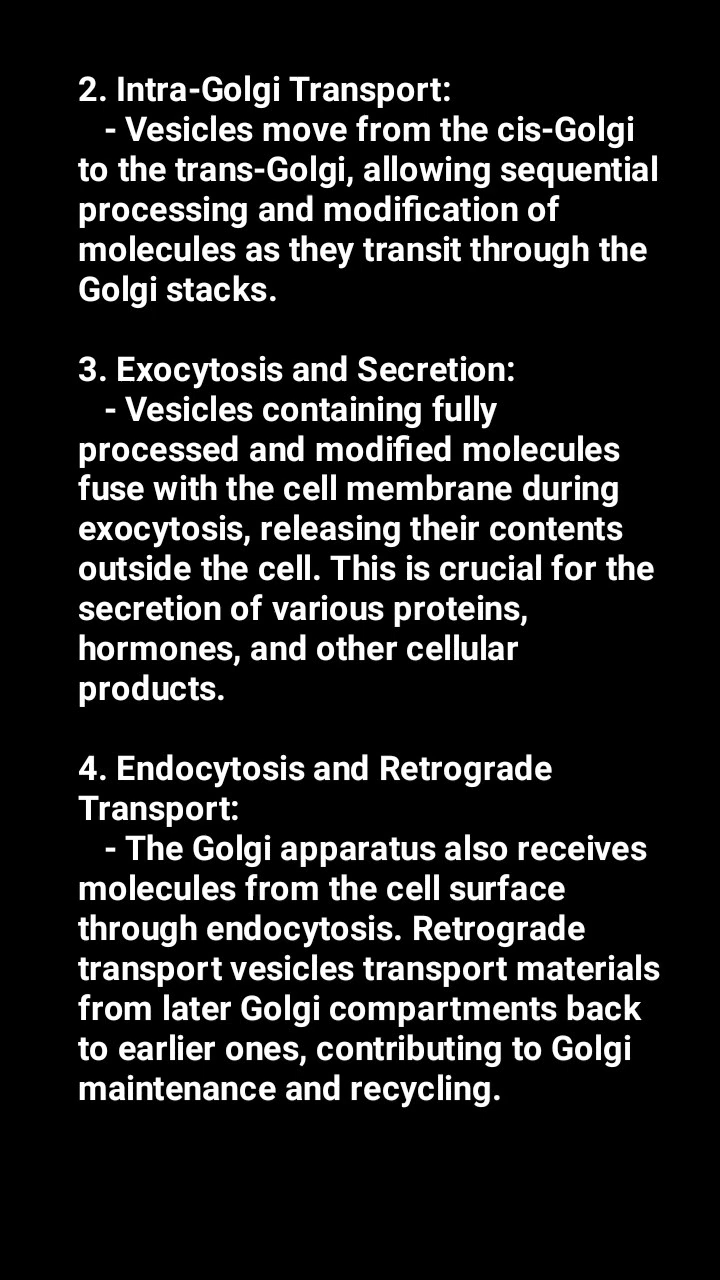 2. Intra-Golgi Transport:
- Vesicles move from the cis-Golgi
to the trans-Golgi, allowing sequential
processing and modification of
molecules as they transit through the
Golgi stacks.
3. Exocytosis and Secretion:
- Vesicles containing fully
processed and modified molecules
fuse with the cell membrane during
exocytosis, releasing their contents
outside the cell. This is crucial for the
secretion of various proteins,
hormones, and other cellular
products.
4. Endocytosis and Retrograde
Transport:
- The Golgi apparatus also receives
molecules from the cell surface
through endocytosis. Retrograde
transport vesicles transport materials
from later Golgi compartments back
to earlier ones, contributing to Golgi
maintenance and recycling.